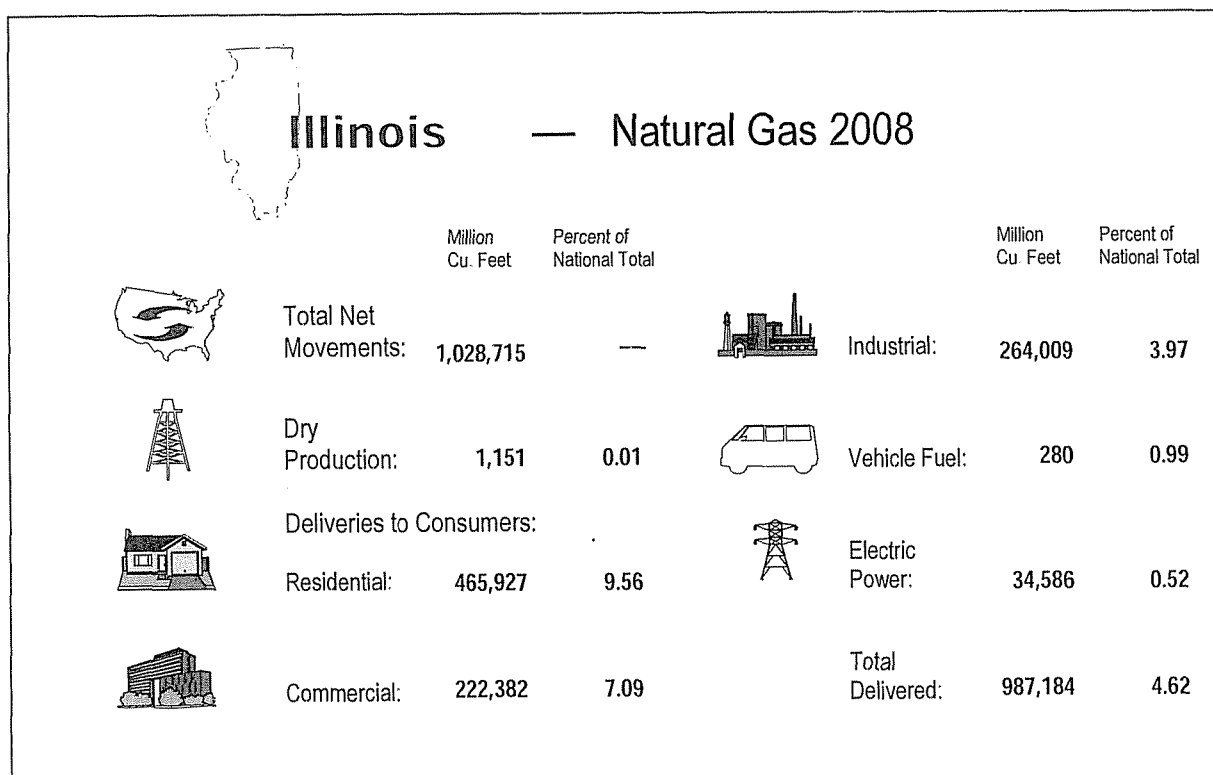 Illinois — Natural Gas 2008
Million Cu. Feet
Percent of National Total
Total Net
Movements: 1,028,715 —
Dry
Production: 1,151 0.01
Deliveries to Consumers:
Residential: 465,927 9.56
Commercial: 222,382 7.09
Million Cu. Feet
Percent of National Total
Industrial: 264,009 3.97
Vehicle Fuel: 280 0.99
Electric
Power: 34,586 0.52
Total
Delivered: 987,184 4.62